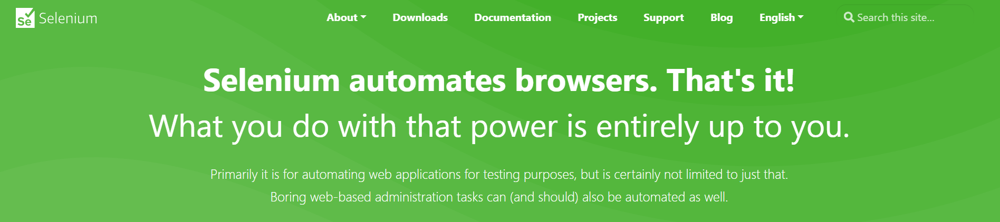 Se Selenium
About Downloads Documentation Projects Support Blog English Search this site...
Selenium automates browsers. That's it!
What you do with that power is entirely up to you.
Primarily it is for automating web applications for testing purposes, but is certainly not limited to just that.
Boring web-based administration tasks can (and should) also be automated as well.